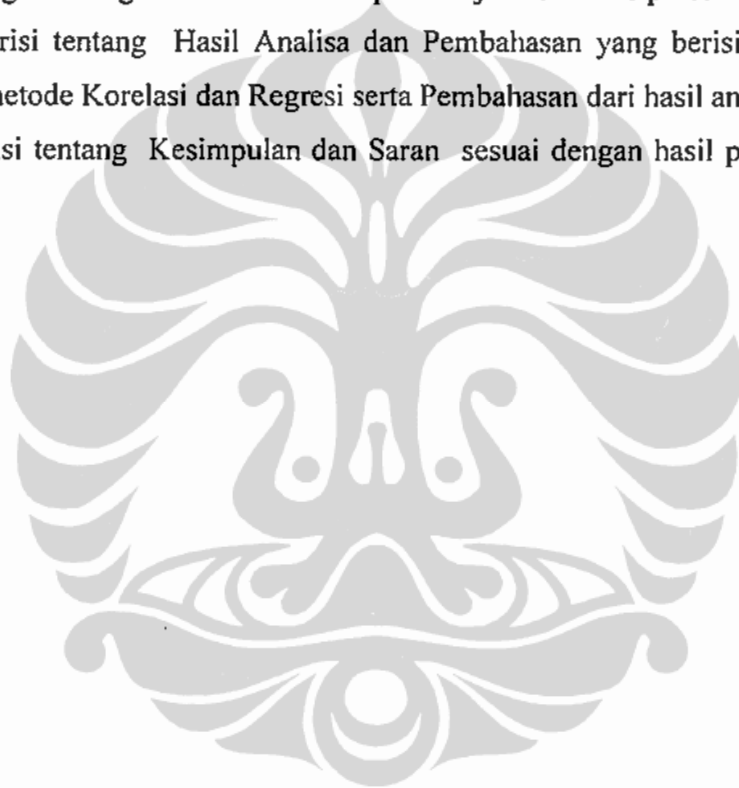 risi tentang Hasil Analisa dan Pembahasan yang berisi
etode Korelasi dan Regresi serta Pembahasan dari hasil an
si tentang Kesimpulan dan Saran sesuai dengan hasil p